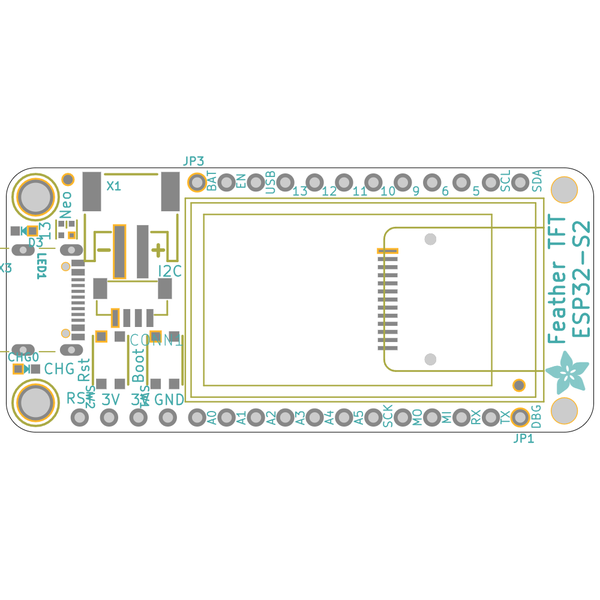 JP3
BAT
EN
USB
13
12
11
10
9
6
5
SCL
SDA
X1
Neo
13
D3
LED1
X3
I2C
CONN1
CHG0
CHG
Rst
SW2
Boot
SW1
Feather TFT
ESP32-S2
3V
GND
A0
A1
A2
A3
A4
A5
SCK
MO
MI
RX
TX
DBG
JP1